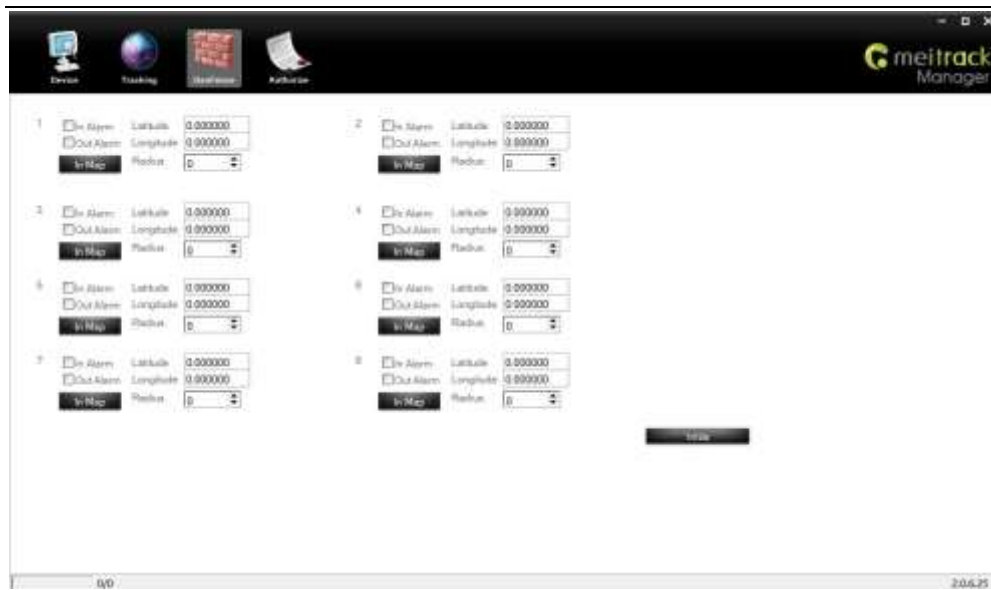 Device Tracking GeoFence Authorize
meitrack
Manager
1 In Alarm Latitude 0.000000 2 In Alarm Latitude 0.000000
Out Alarm Longitude 0.000000 Out Alarm Longitude 0.000000
In Map Radius 0 In Map Radius 0
3 In Alarm Latitude 0.000000 4 In Alarm Latitude 0.000000
Out Alarm Longitude 0.000000 Out Alarm Longitude 0.000000
In Map Radius 0 In Map Radius 0
5 In Alarm Latitude 0.000000 6 In Alarm Latitude 0.000000
Out Alarm Longitude 0.000000 Out Alarm Longitude 0.000000
In Map Radius 0 In Map Radius 0
7 In Alarm Latitude 0.000000 8 In Alarm Latitude 0.000000
Out Alarm Longitude 0.000000 Out Alarm Longitude 0.000000
In Map Radius 0 In Map Radius 0
0/0 2.0.6.25